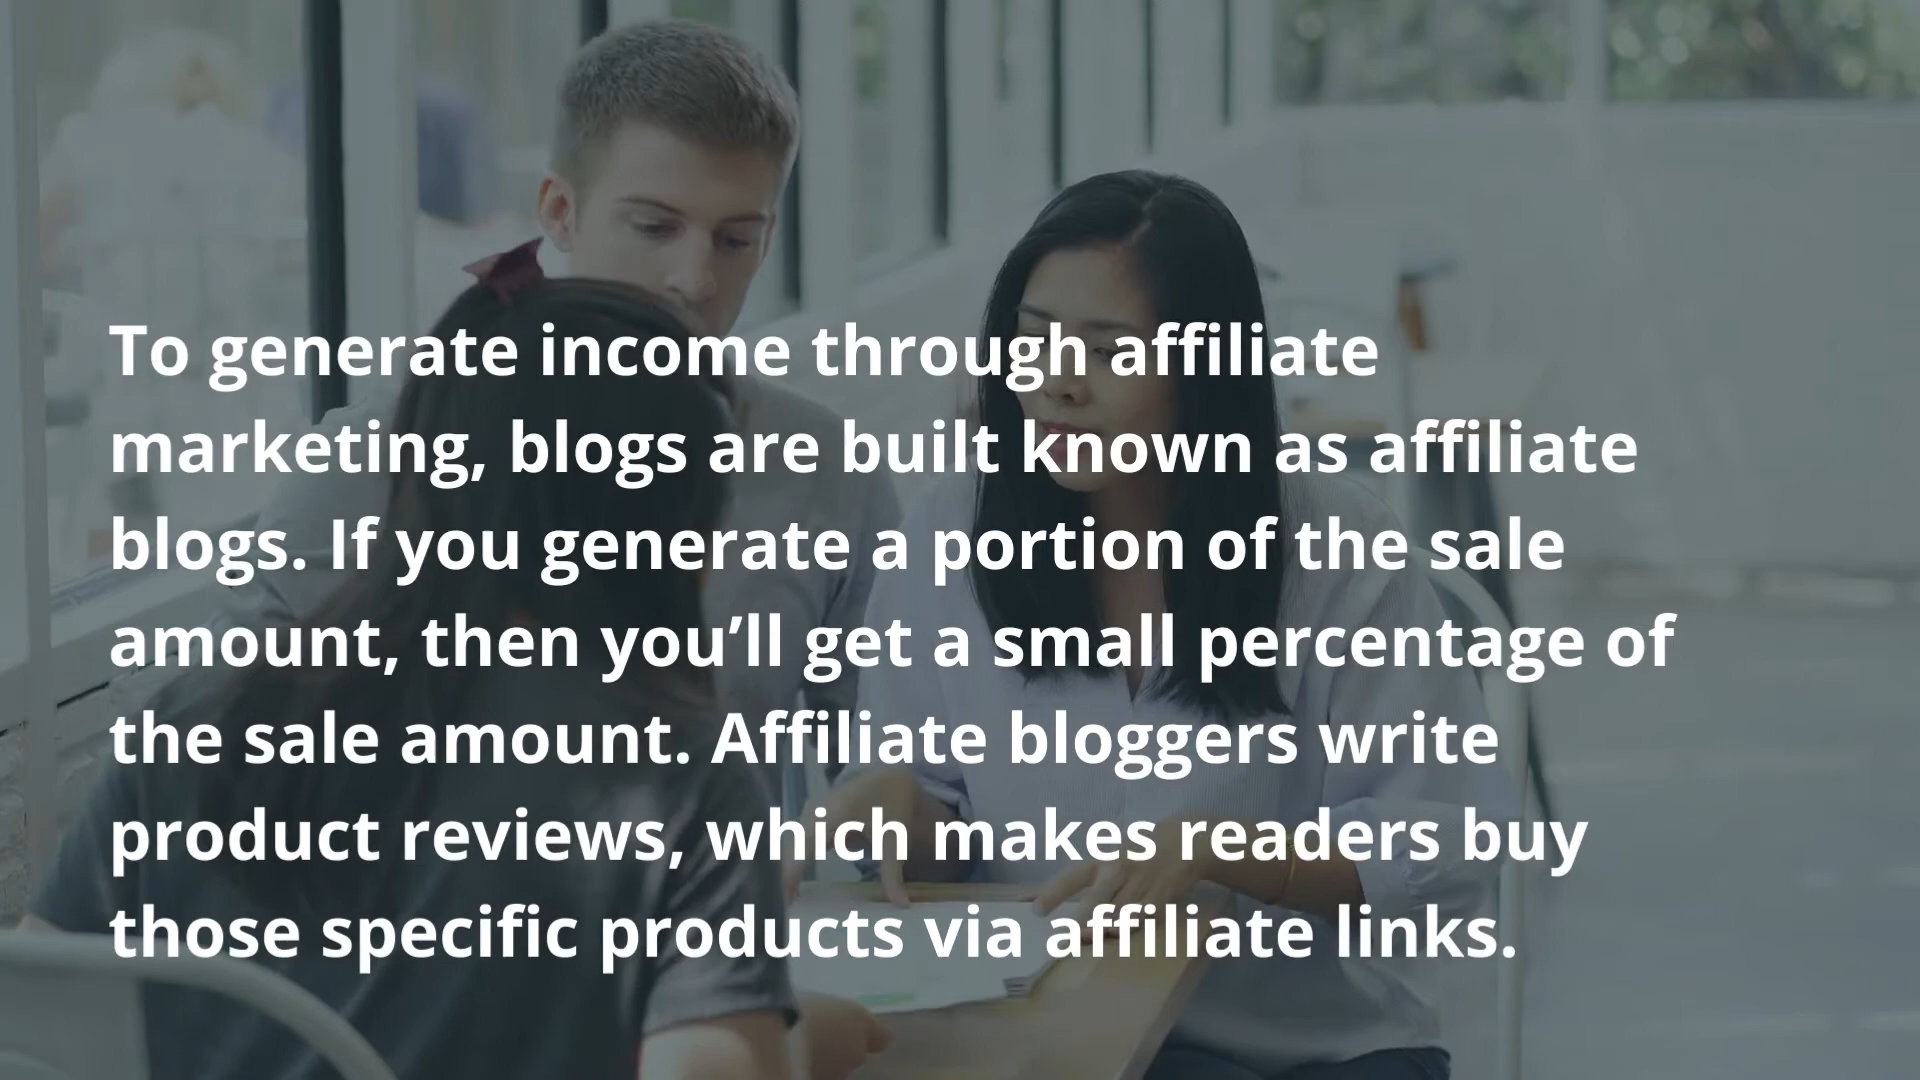 To generate income through affiliate
marketing, blogs are built known as affiliate
blogs. If you generate a portion of the sale
amount, then you’ll get a small percentage of
the sale amount. Affiliate bloggers write
product reviews, which makes readers buy
those specific products via affiliate links.